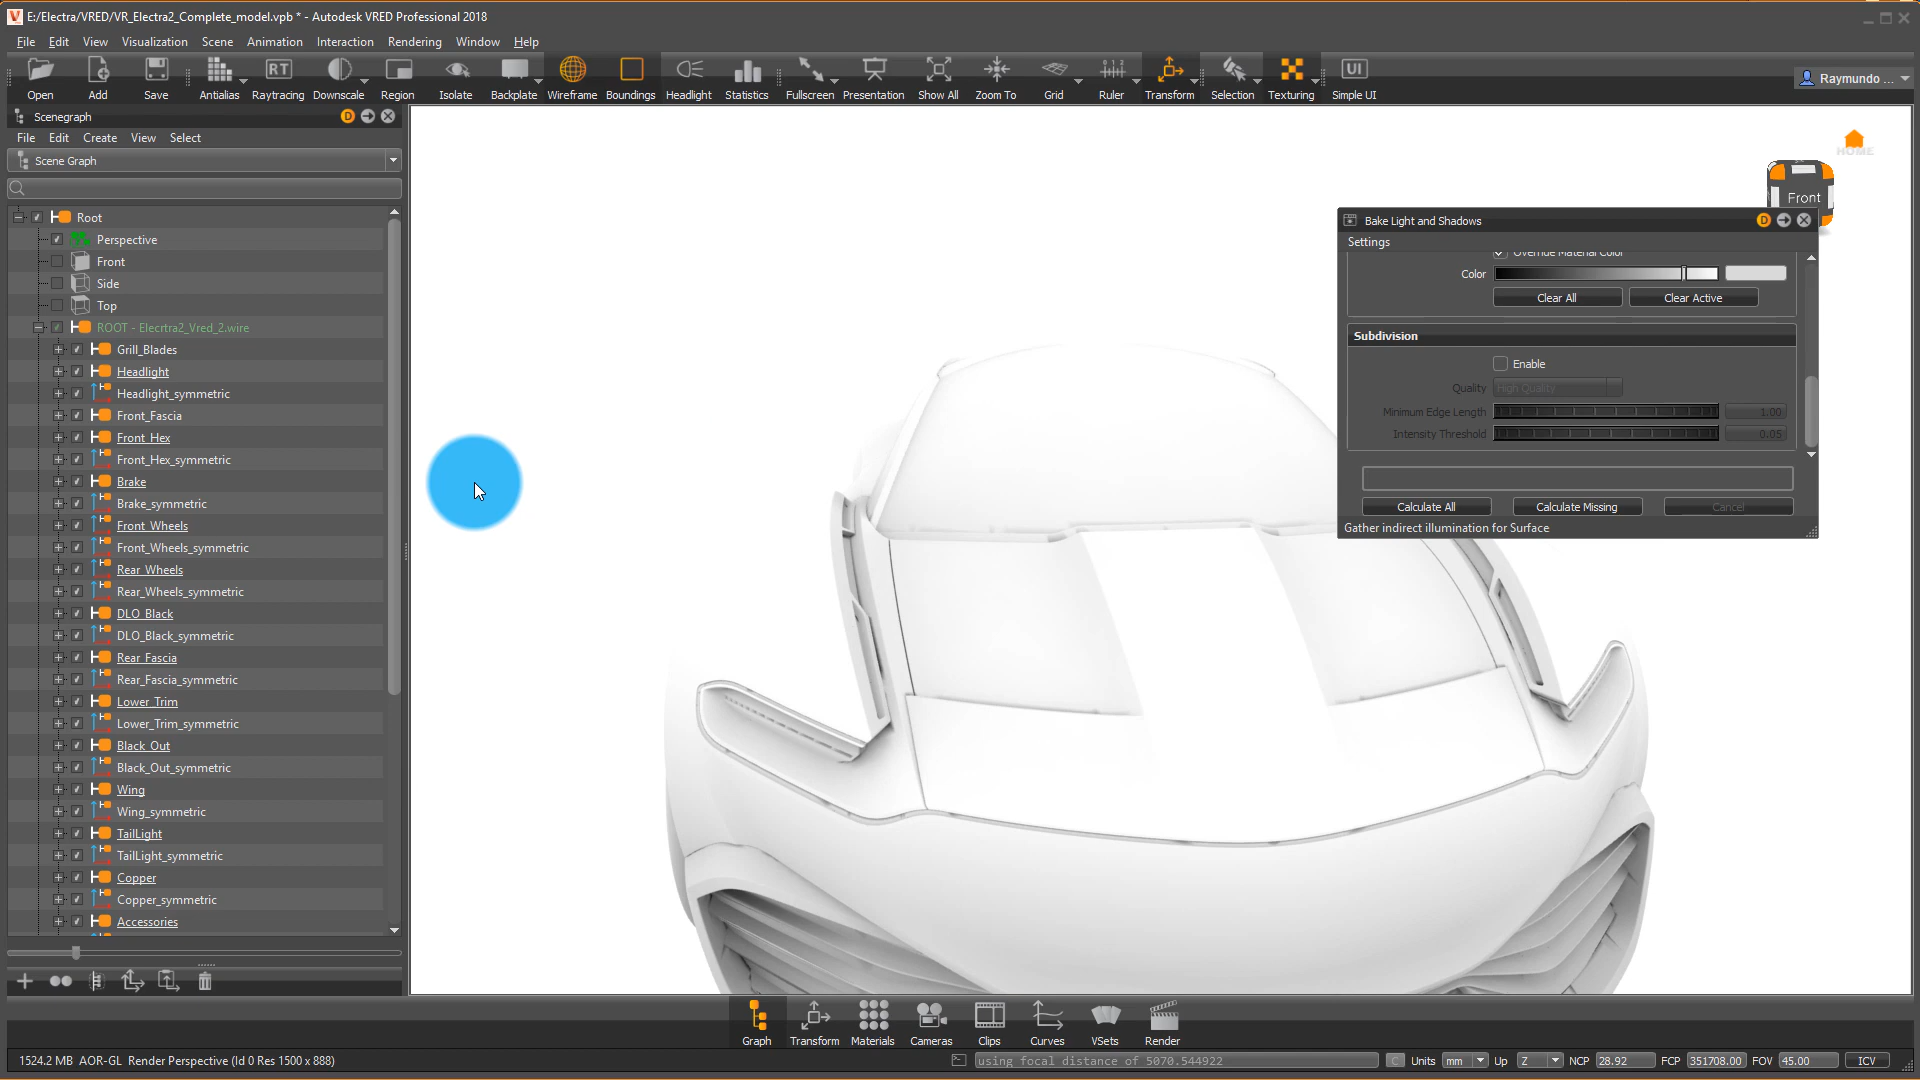 E:/Electra/VRED/VR_Electra2_Complete_model.vpb * - Autodesk VRED Professional 2018
File Edit View Visualization Scene Animation Interaction Rendering Window Help
Open Add Save Antialias Raytracing Downscale Region Isolate Backplate Wireframe Boundings Headlight Statistics Fullscreen Presentation Show All Zoom To Grid Ruler Transform Selection Texturing Simple UI
Raymundo ...
Scenegraph
File Edit Create View Select
Scene Graph
Root
Perspective
Front
Side
Top
ROOT - Elecrtra2_Vred_2.wire
Grill_Blades
Headlight
Headlight_symmetric
Front_Fascia
Front_Hex
Front_Hex_symmetric
Brake
Brake_symmetric
Front_Wheels
Front_Wheels_symmetric
Rear_Wheels
Rear_Wheels_symmetric
DLO_Black
DLO_Black_symmetric
Rear_Fascia
Rear_Fascia_symmetric
Lower_Trim
Lower_Trim_symmetric
Black_Out
Black_Out_symmetric
Wing
Wing_symmetric
TailLight
TailLight_symmetric
Copper
Copper_symmetric
Accessories
HOME
Front
Bake Light and Shadows
Settings
Override Material Color
Color
Clear All Clear Active
Subdivision
Enable
Quality High Quality
Minimum Edge Length 1.00
Intensity Threshold 0.05
Calculate All Calculate Missing Cancel
Gather indirect illumination for Surface
Graph Transform Materials Cameras Clips Curves VSets Render
1524.2 MB AOR-GL Render Perspective (Id 0 Res 1500 x 888)
using focal distance of 5070.544922
C Units mm Up Z NCP 28.92 FCP 351708.00 FOV 45.00 ICV